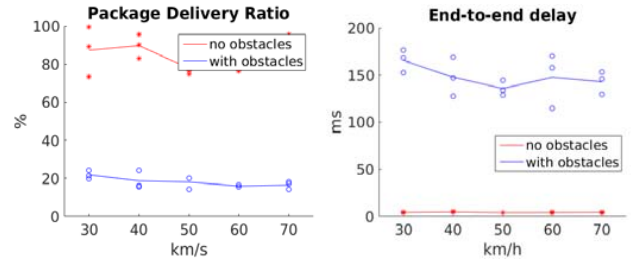 Package Delivery Ratio
100
80
60
40
20
0
%
no obstacles
with obstacles
30 40 50 60 70
km/s
End-to-end delay
200
150
100
50
0
ms
no obstacles
with obstacles
30 40 50 60 70
km/h